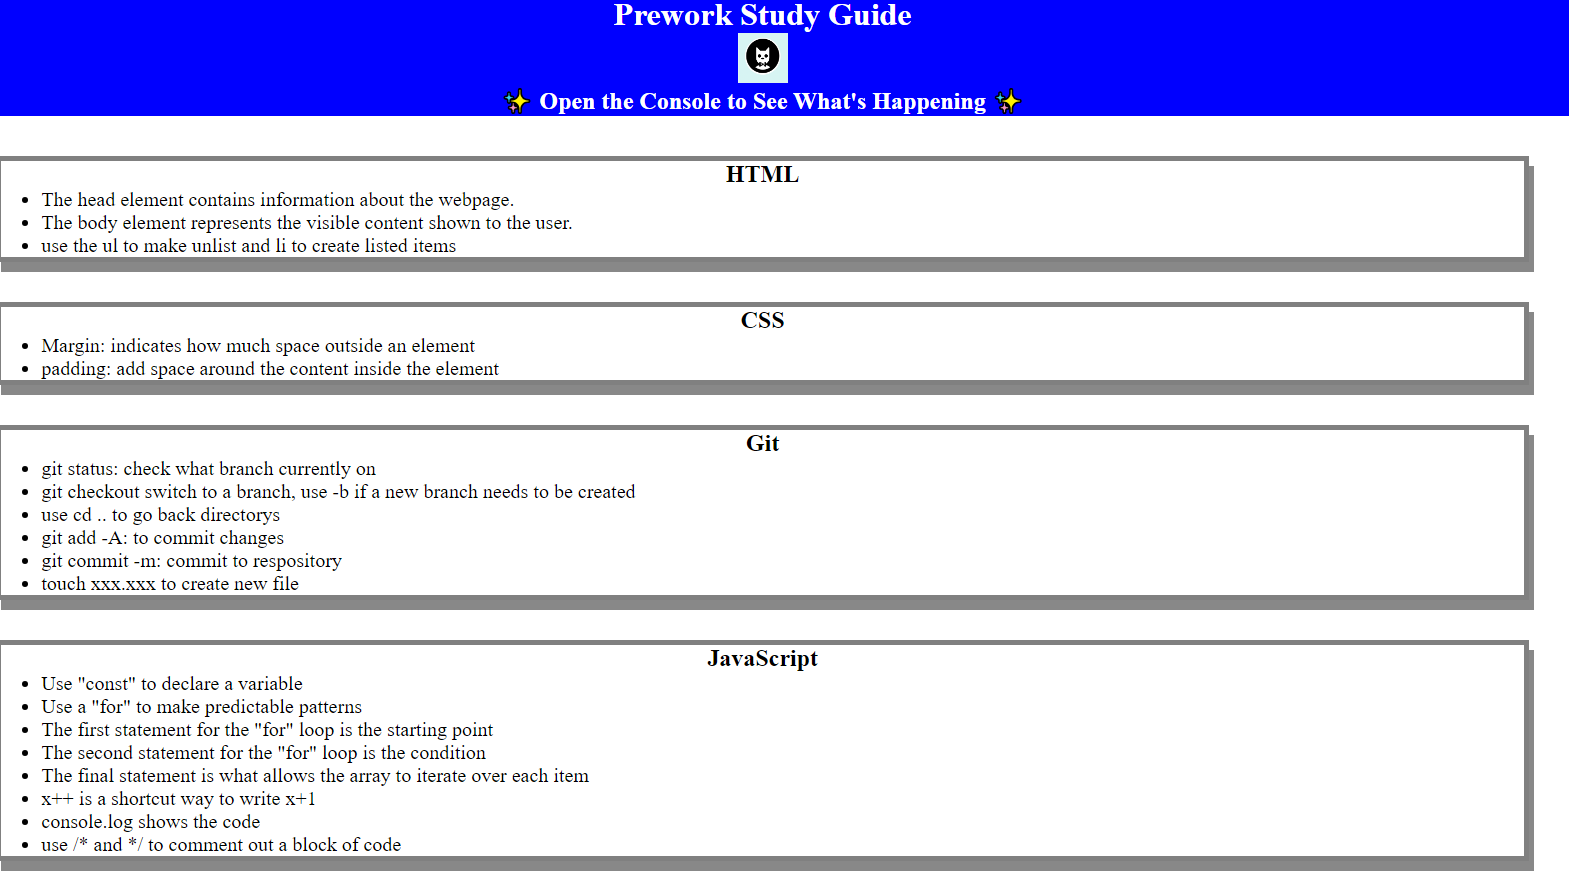 Prework Study Guide
✨ Open the Console to See What's Happening ✨
HTML
The head element contains information about the webpage.
The body element represents the visible content shown to the user.
use the ul to make unlist and li to create listed items
CSS
Margin: indicates how much space outside an element
padding: add space around the content inside the element
Git
git status: check what branch currently on
git checkout switch to a branch, use -b if a new branch needs to be created
use cd .. to go back directorys
git add -A: to commit changes
git commit -m: commit to respository
touch xxx.xxx to create new file
JavaScript
Use "const" to declare a variable
Use a "for" to make predictable patterns
The first statement for the "for" loop is the starting point
The second statement for the "for" loop is the condition
The final statement is what allows the array to iterate over each item
x++ is a shortcut way to write x+1
console.log shows the code
use /* and */ to comment out a block of code